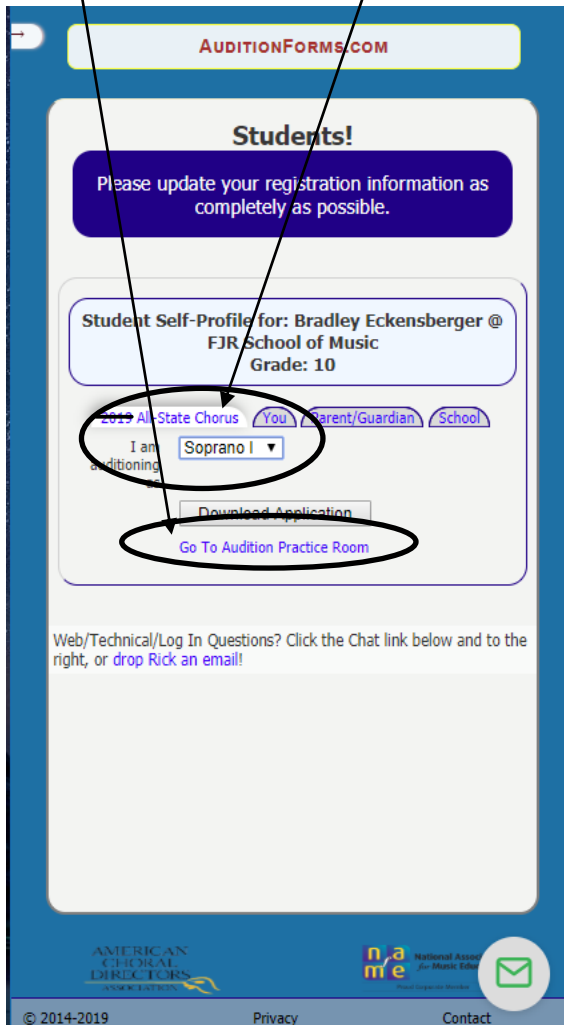 →
AUDITIONFORMS.COM
Students!
Please update your registration information as
completely as possible.
Student Self-Profile for: Bradley Eckensberger @
FJR School of Music
Grade: 10
2019 All-State Chorus You Parent/Guardian School
I am
auditioning
as
Soprano I ▼
Download Application
Go To Audition Practice Room
Web/Technical/Log In Questions? Click the Chat link below and to the
right, or drop Rick an email!
AMERICAN
CHORAL
DIRECTORS
ASSOCIATION
na
me
National
for Music
© 2014-2019 Privacy Contact